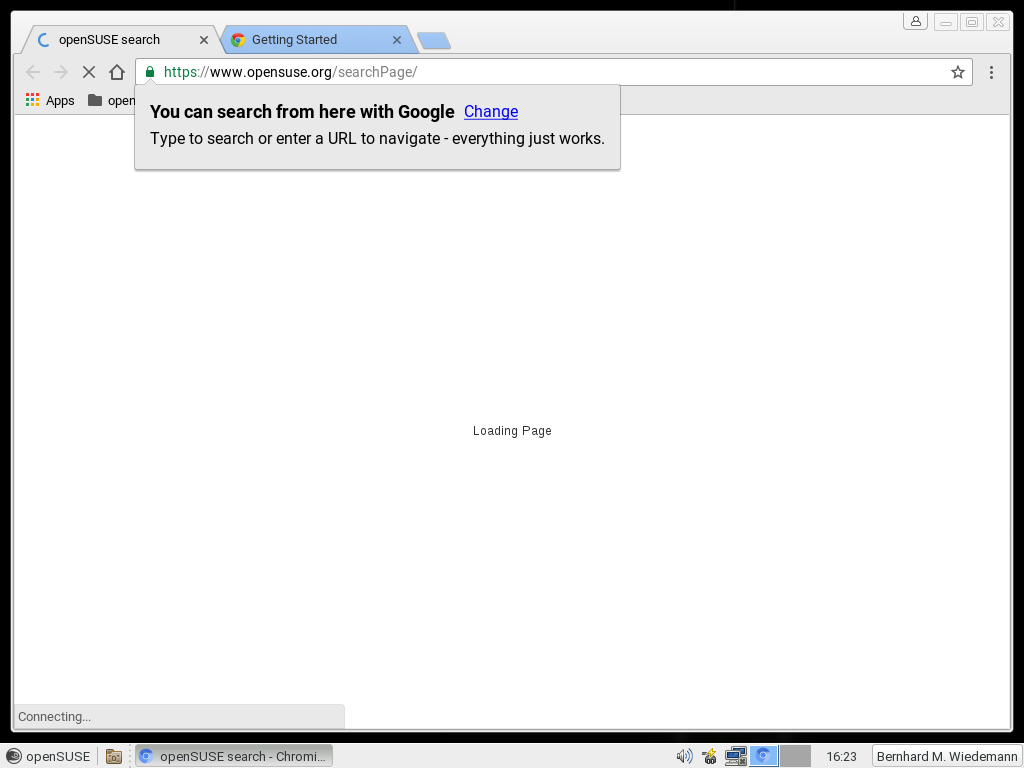 openSUSE search
Getting Started
https://www.opensuse.org/searchPage/
Apps
open
You can search from here with Google Change
Type to search or enter a URL to navigate - everything just works.
Loading Page
Connecting...
openSUSE
openSUSE search - Chromi...
16:23
Bernhard M. Wiedemann